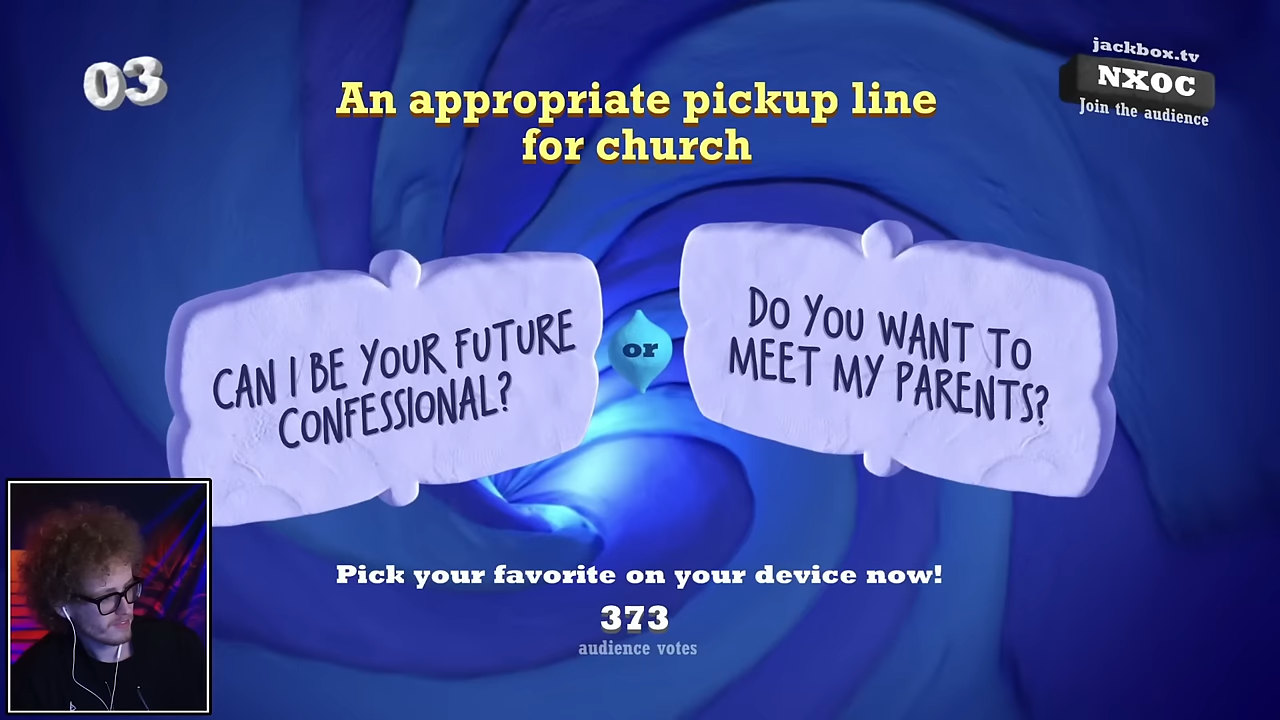 03
An appropriate pickup line
for church
jackbox.tv
NXOC
Join the audience
CAN I BE YOUR FUTURE
CONFESSIONAL?
or
DO YOU WANT TO
MEET MY PARENTS?
Pick your favorite on your device now!
373
audience votes